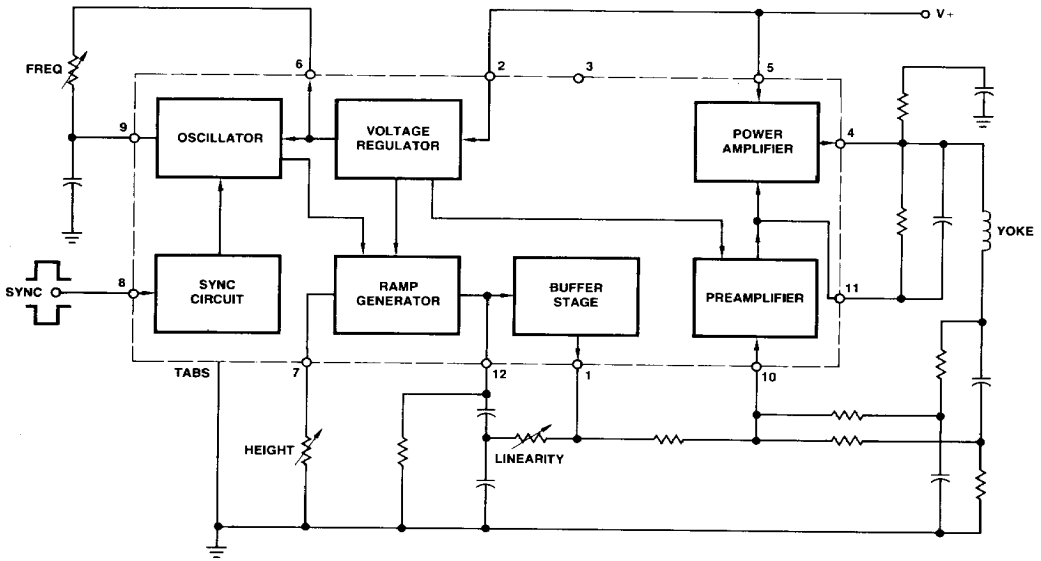 V+
FREQ
6
2
3
5
9
OSCILLATOR
VOLTAGE
REGULATOR
POWER
AMPLIFIER
4
YOKE
SYNC
8
SYNC
CIRCUIT
RAMP
GENERATOR
BUFFER
STAGE
PREAMPLIFIER
11
TABS
7
12
1
10
HEIGHT
LINEARITY